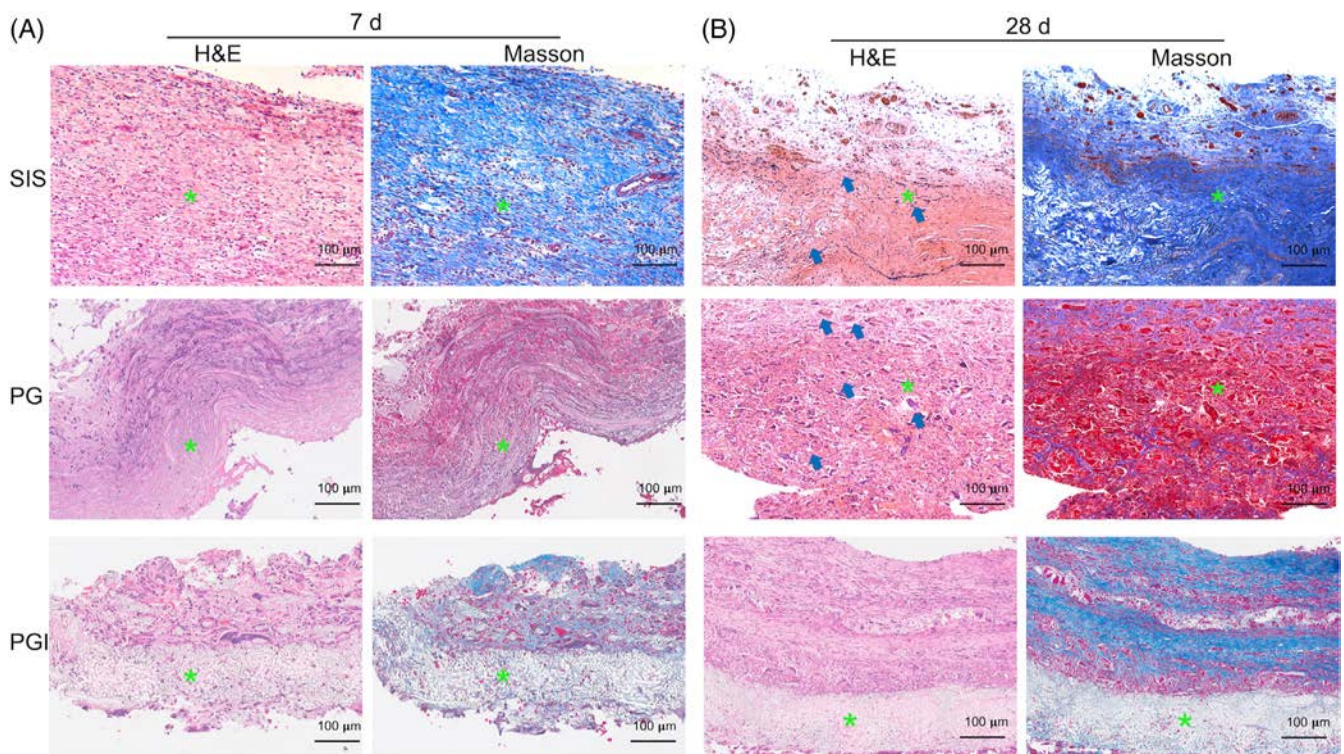 (A) 7 d (B) 28 d
H&E Masson H&E Masson
SIS 100 µm 100 µm 100 µm 100 µm
PG 100 µm 100 µm 100 µm 100 µm
PGI 100 µm 100 µm 100 µm 100 µm